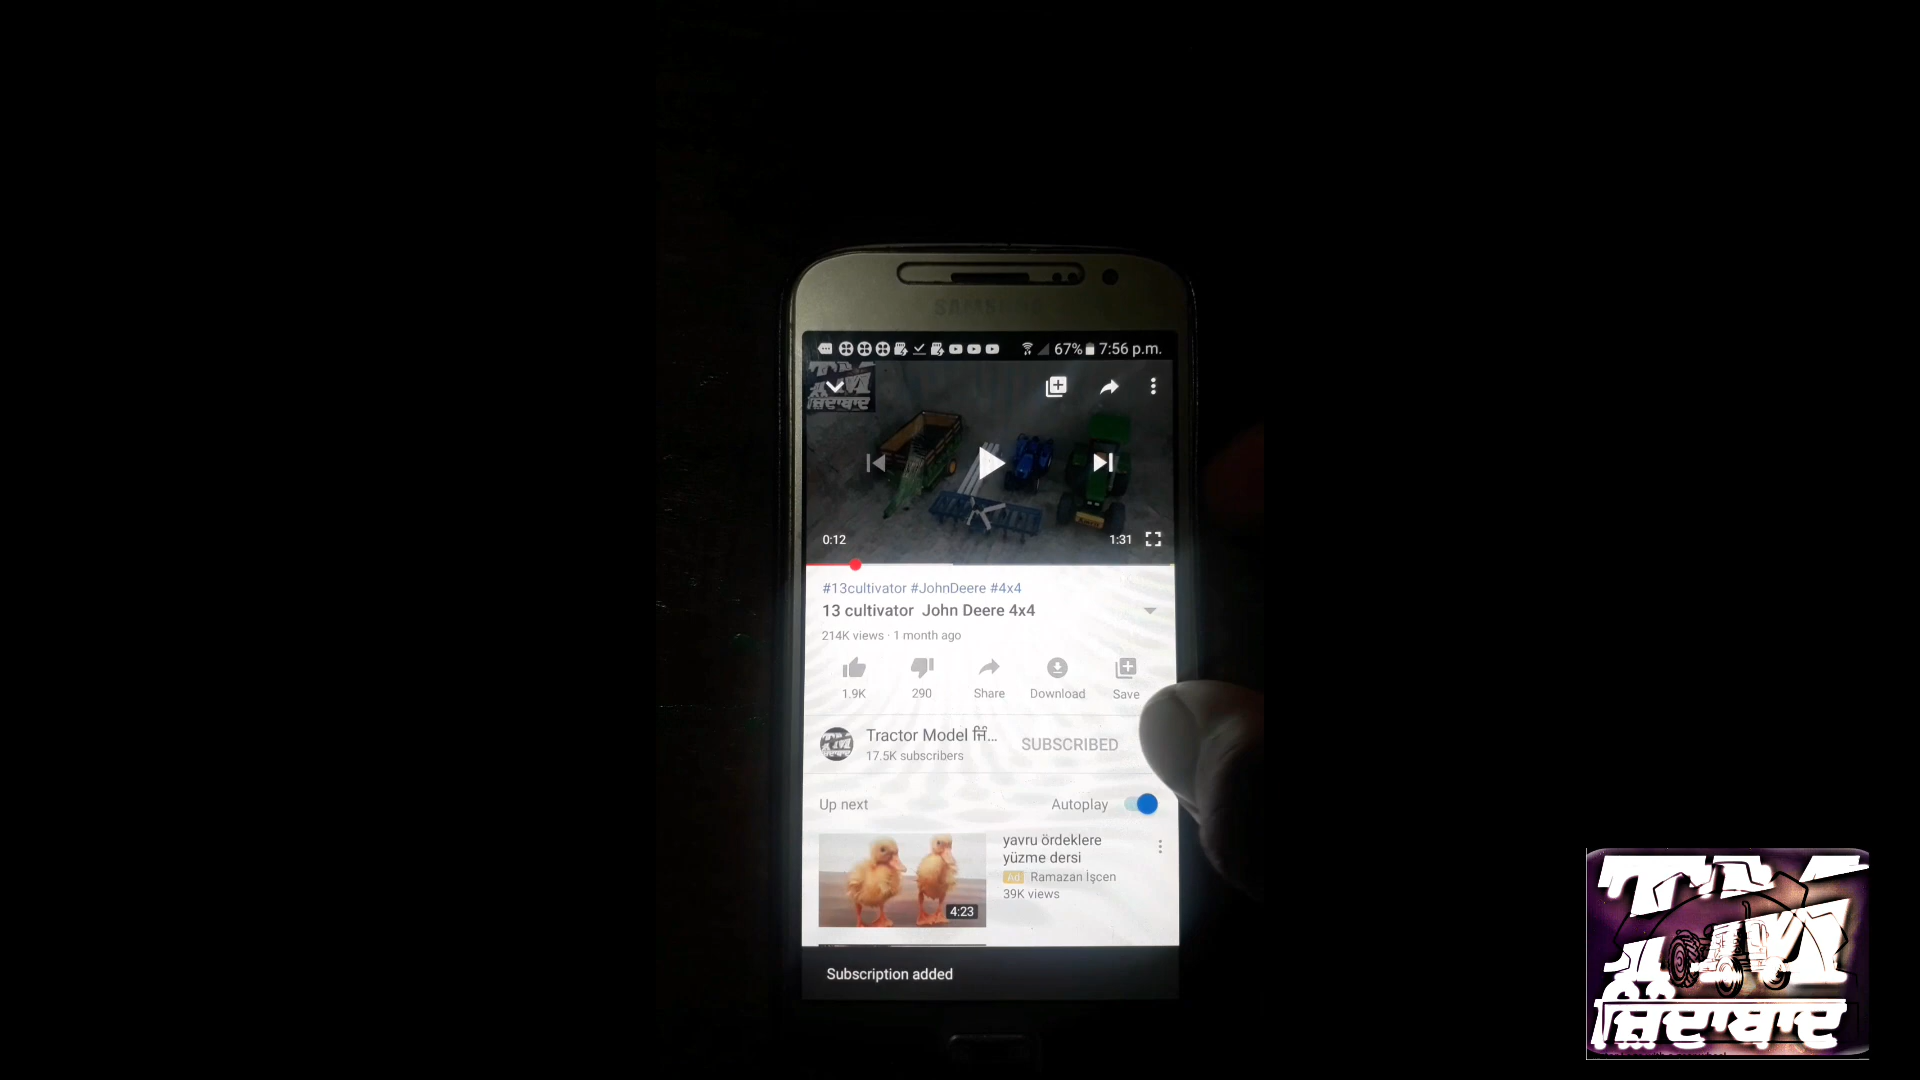 SAMSUNG
67% 7:56 p.m.
0:12
1:31
#13cultivator #JohnDeere #4x4
13 cultivator John Deere 4x4
214K views · 1 month ago
1.9K
290
Share
Download
Save
Tractor Model ਜਿੰ...
SUBSCRIBED
17.5K subscribers
Up next
Autoplay
yavru ördeklere
yüzme dersi
Ad Ramazan İşcen
39K views
4:23
Subscription added
TM
ਜ਼ਿੰਦਾਬਾਦ